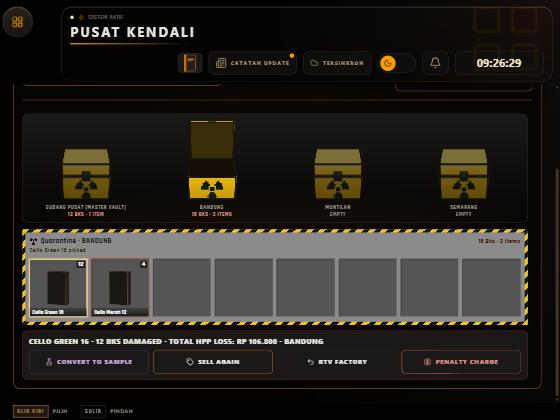 SISTEM AKTIF
PUSAT KENDALI
CATATAN UPDATE
TERSINKRON
09:26:29
GUDANG PUSAT (MASTER VAULT)
12 BKS · 1 ITEM
BANDUNG
16 BKS · 2 ITEMS
MUNTILAN
EMPTY
SEMARANG
EMPTY
Quarantine · BANDUNG
16 Bks · 2 items
Cello Green 16 picked
12
Cello Green 16
4
Cello Merah 12
CELLO GREEN 16 · 12 BKS DAMAGED · TOTAL HPP LOSS: RP 106.800 · BANDUNG
CONVERT TO SAMPLE
SELL AGAIN
RTV FACTORY
PENALTY CHARGE
KLIK KIRI PILIH
GULIR PINDAH